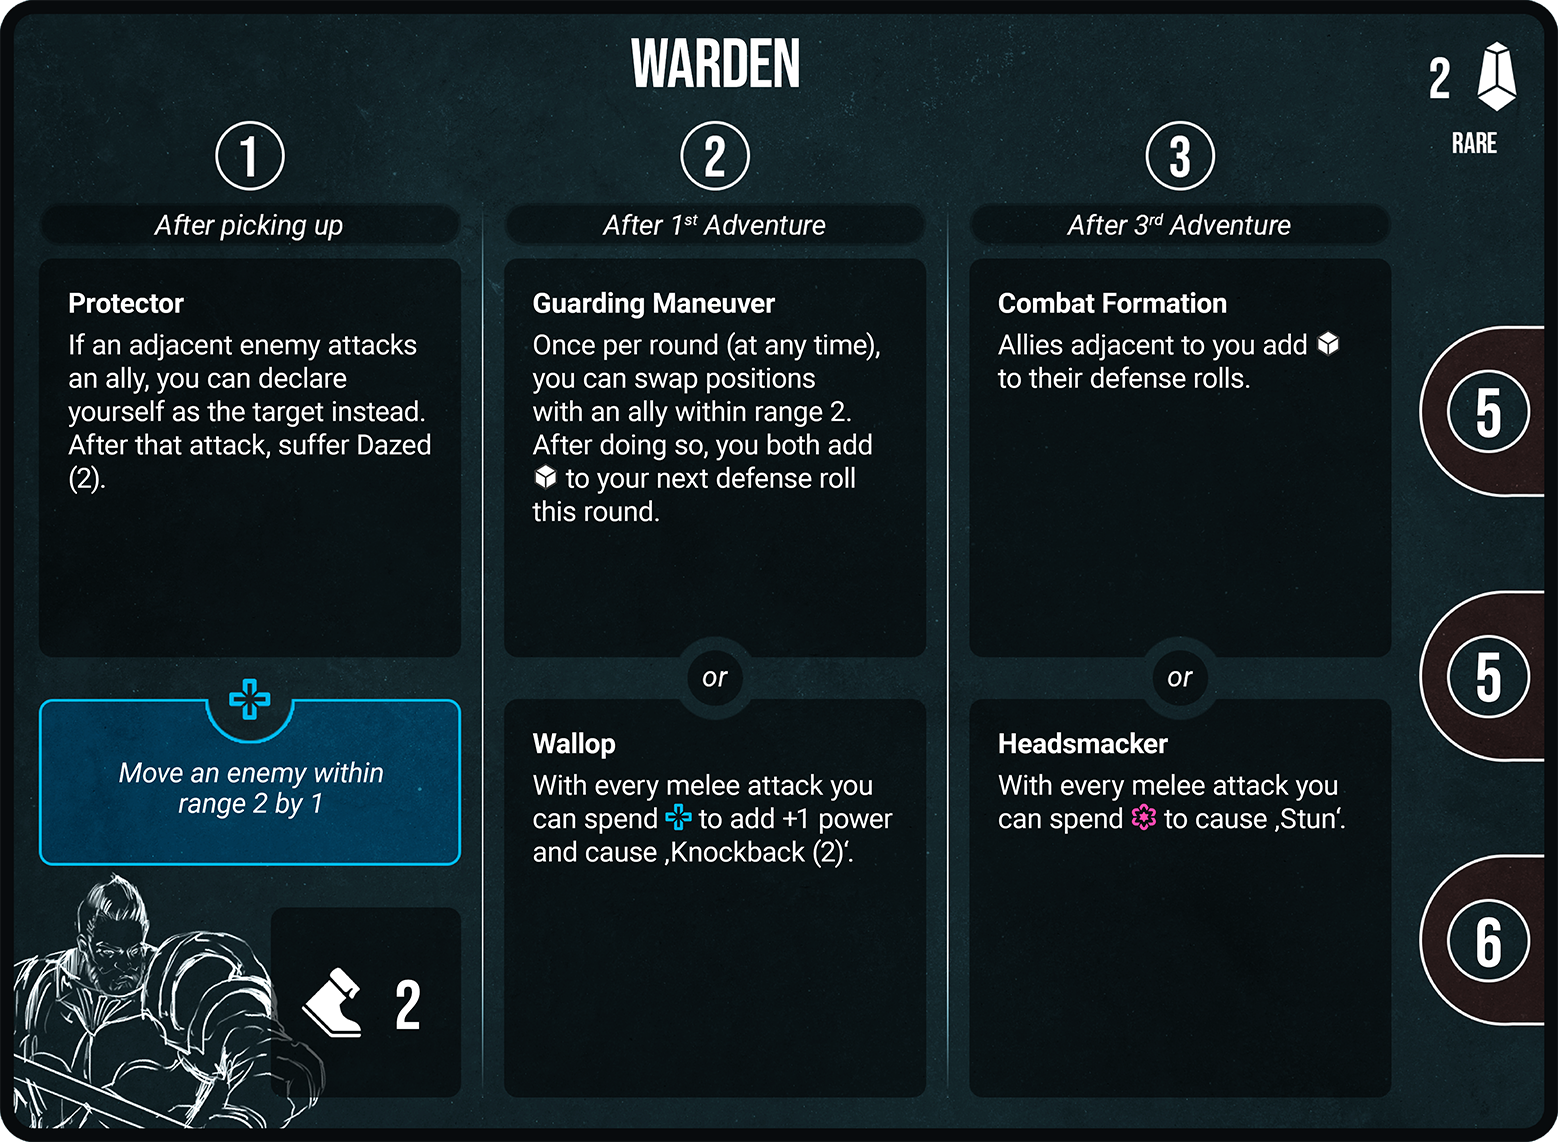 WARDEN
2
RARE
1
After picking up
Protector
If an adjacent enemy attacks
an ally, you can declare
yourself as the target instead.
After that attack, suffer Dazed
(2).
Move an enemy within
range 2 by 1
2
2
After 1st Adventure
Guarding Maneuver
Once per round (at any time),
you can swap positions
with an ally within range 2.
After doing so, you both add
to your next defense roll
this round.
or
Wallop
With every melee attack you
can spend to add +1 power
and cause ‚Knockback (2)‘.
3
After 3rd Adventure
Combat Formation
Allies adjacent to you add
to their defense rolls.
or
Headsmacker
With every melee attack you
can spend to cause ‚Stun‘.
5
5
6